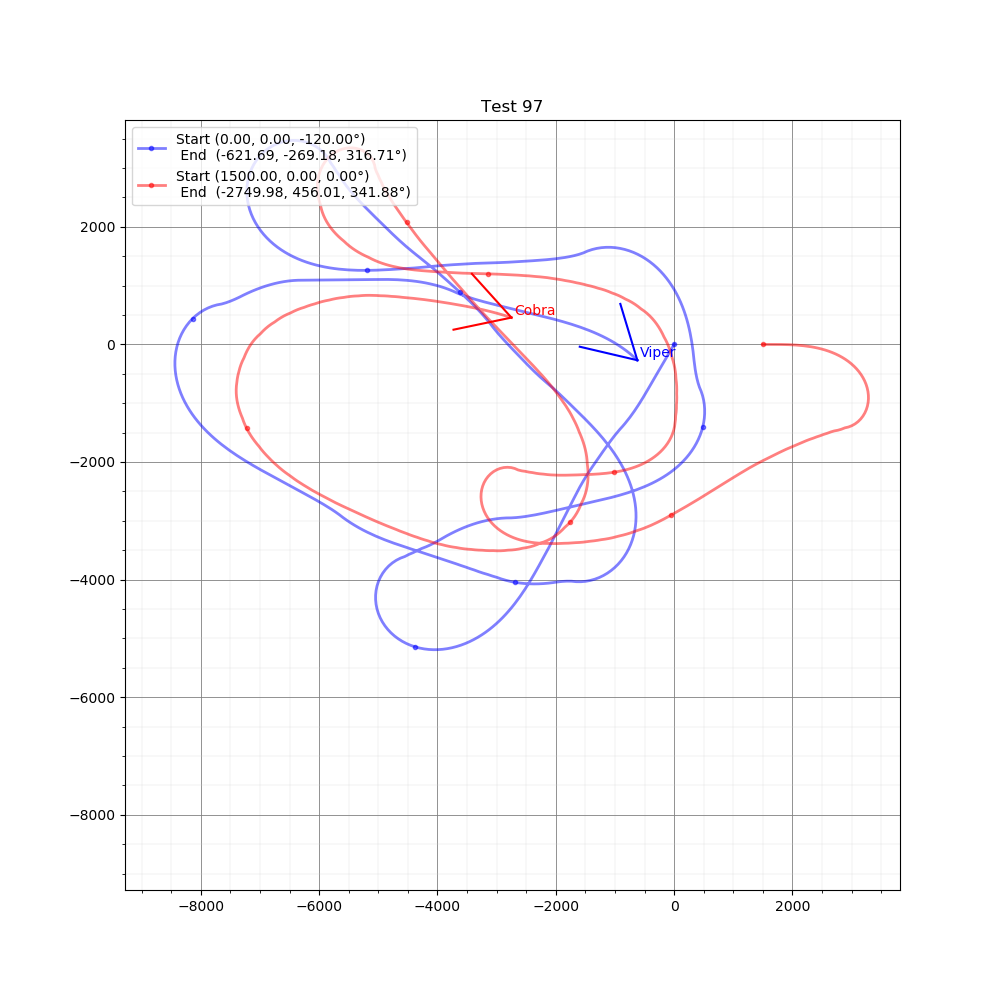 Test 97
Start (0.00, 0.00, -120.00°)
End  (-621.69, -269.18, 316.71°)
Start (1500.00, 0.00, 0.00°)
End  (-2749.98, 456.01, 341.88°)
2000
0
−2000
−4000
−6000
−8000
Cobra
Viper
−8000 −6000 −4000 −2000 0 2000